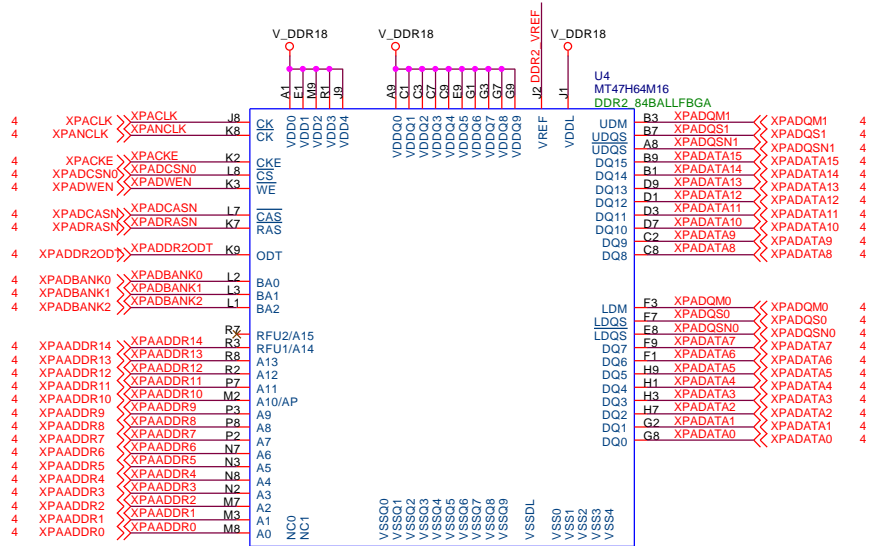 V_DDR18 V_DDR18 DDR2_VREF V_DDR18
A1 E1 M9 R1 J9 A9 C1 C3 C7 C9 E9 G1 G3 G7 G9 J2 J1
U4
MT47H64M16
DDR2_84BALLFBGA
VDD0 VDD1 VDD2 VDD3 VDD4 VDDQ0 VDDQ1 VDDQ2 VDDQ3 VDDQ4 VDDQ5 VDDQ6 VDDQ7 VDDQ8 VDDQ9 VREF VDDL
4 XPACLK XPACLK J8 CK
4 XPANCLK XPANCLK K8 CK
4 XPACKE XPACKE K2 CKE
4 XPADCSN0 XPADCSN0 L8 CS
4 XPADWEN XPADWEN K3 WE
4 XPADCASN XPADCASN L7 CAS
4 XPADRASN XPADRASN K7 RAS
4 XPADDR2ODT XPADDR2ODT K9 ODT
4 XPADBANK0 XPADBANK0 L2 BA0
4 XPADBANK1 XPADBANK1 L3 BA1
4 XPADBANK2 XPADBANK2 L1 BA2
R7 RFU2/A15
4 XPAADDR14 XPAADDR14 R3 RFU1/A14
4 XPAADDR13 XPAADDR13 R8 A13
4 XPAADDR12 XPAADDR12 R2 A12
4 XPAADDR11 XPAADDR11 P7 A11
4 XPAADDR10 XPAADDR10 M2 A10/AP
4 XPAADDR9 XPAADDR9 P3 A9
4 XPAADDR8 XPAADDR8 P8 A8
4 XPAADDR7 XPAADDR7 P2 A7
4 XPAADDR6 XPAADDR6 N7 A6
4 XPAADDR5 XPAADDR5 N3 A5
4 XPAADDR4 XPAADDR4 N8 A4
4 XPAADDR3 XPAADDR3 N2 A3
4 XPAADDR2 XPAADDR2 M7 A2
4 XPAADDR1 XPAADDR1 M3 A1
4 XPAADDR0 XPAADDR0 M8 A0
UDM B3 XPADQM1 XPADQM1 4
UDQS B7 XPADQS1 XPADQS1 4
UDQS A8 XPADQSN1 XPADQSN1 4
DQ15 B9 XPADATA15 XPADATA15 4
DQ14 B1 XPADATA14 XPADATA14 4
DQ13 D9 XPADATA13 XPADATA13 4
DQ12 D1 XPADATA12 XPADATA12 4
DQ11 D3 XPADATA11 XPADATA11 4
DQ10 D7 XPADATA10 XPADATA10 4
DQ9 C2 XPADATA9 XPADATA9 4
DQ8 C8 XPADATA8 XPADATA8 4
LDM F3 XPADQM0 XPADQM0 4
LDQS F7 XPADQS0 XPADQS0 4
LDQS E8 XPADQSN0 XPADQSN0 4
DQ7 F9 XPADATA7 XPADATA7 4
DQ6 F1 XPADATA6 XPADATA6 4
DQ5 H9 XPADATA5 XPADATA5 4
DQ4 H1 XPADATA4 XPADATA4 4
DQ3 H3 XPADATA3 XPADATA3 4
DQ2 H7 XPADATA2 XPADATA2 4
DQ1 G2 XPADATA1 XPADATA1 4
DQ0 G8 XPADATA0 XPADATA0 4
NC0 NC1 VSSQ0 VSSQ1 VSSQ2 VSSQ3 VSSQ4 VSSQ5 VSSQ6 VSSQ7 VSSQ8 VSSQ9 VSSDL VSS0 VSS1 VSS2 VSS3 VSS4